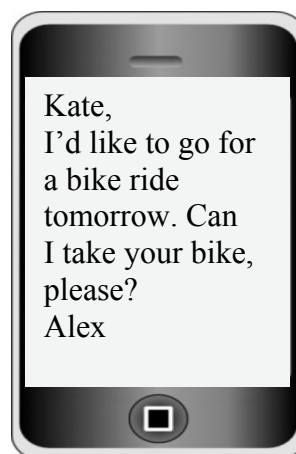 Kate,
I’d like to go for
a bike ride
tomorrow. Can
I take your bike,
please?
Alex